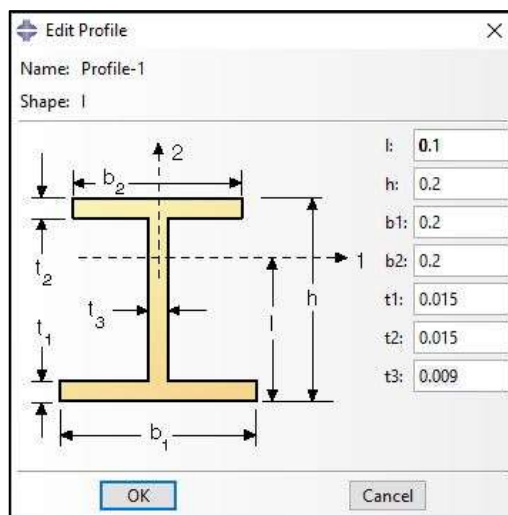 Edit Profile
Name: Profile-1
Shape: I
2
b2
1
t2
t3
t1
l
h
b1
l: 0.1
h: 0.2
b1: 0.2
b2: 0.2
t1: 0.015
t2: 0.015
t3: 0.009
OK
Cancel